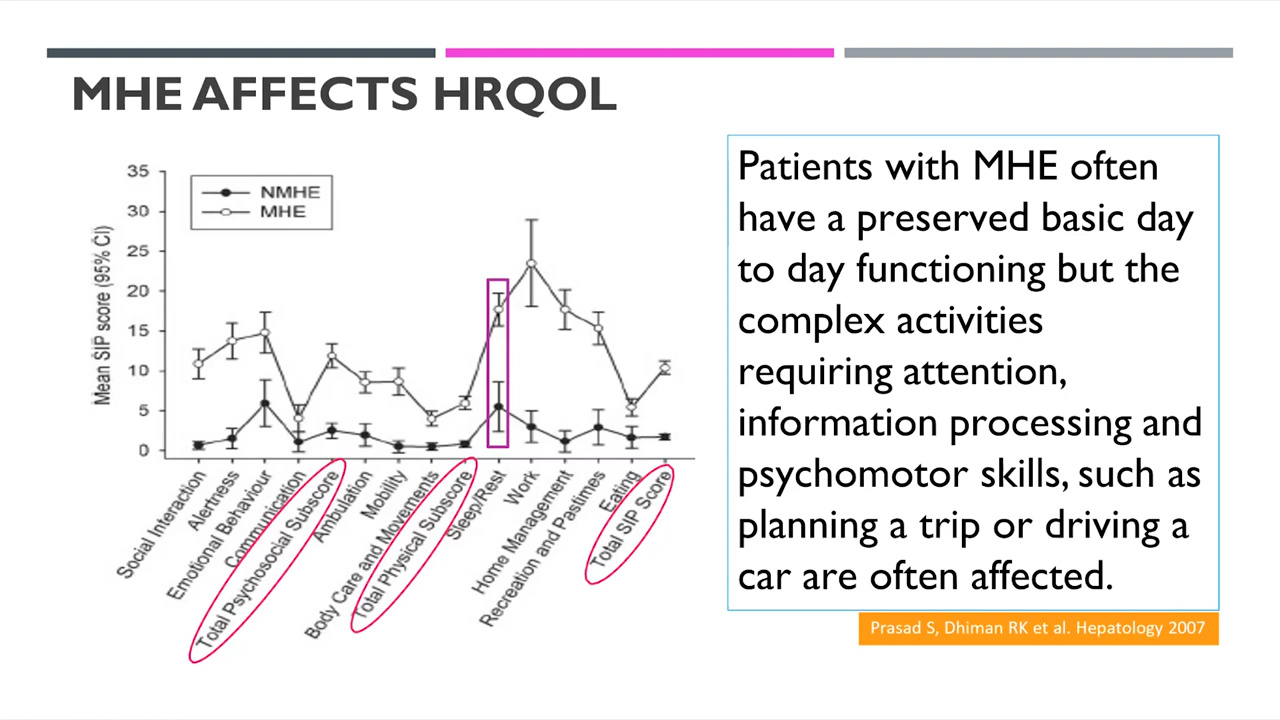 MHE AFFECTS HRQOL
35
30
25
20
15
10
5
0
Mean SIP score (95% CI)
NMHE
MHE
Social Interaction
Alertness
Emotional Behaviour
Communication
Total Psychosocial Subscore
Ambulation
Mobility
Body Care and Movements
Total Physical Subscore
Sleep/Rest
Work
Home Management
Recreation and Pastimes
Eating
Total SIP Score
Patients with MHE often
have a preserved basic day
to day functioning but the
complex activities
requiring attention,
information processing and
psychomotor skills, such as
planning a trip or driving a
car are often affected.
Prasad S, Dhiman RK et al. Hepatology 2007